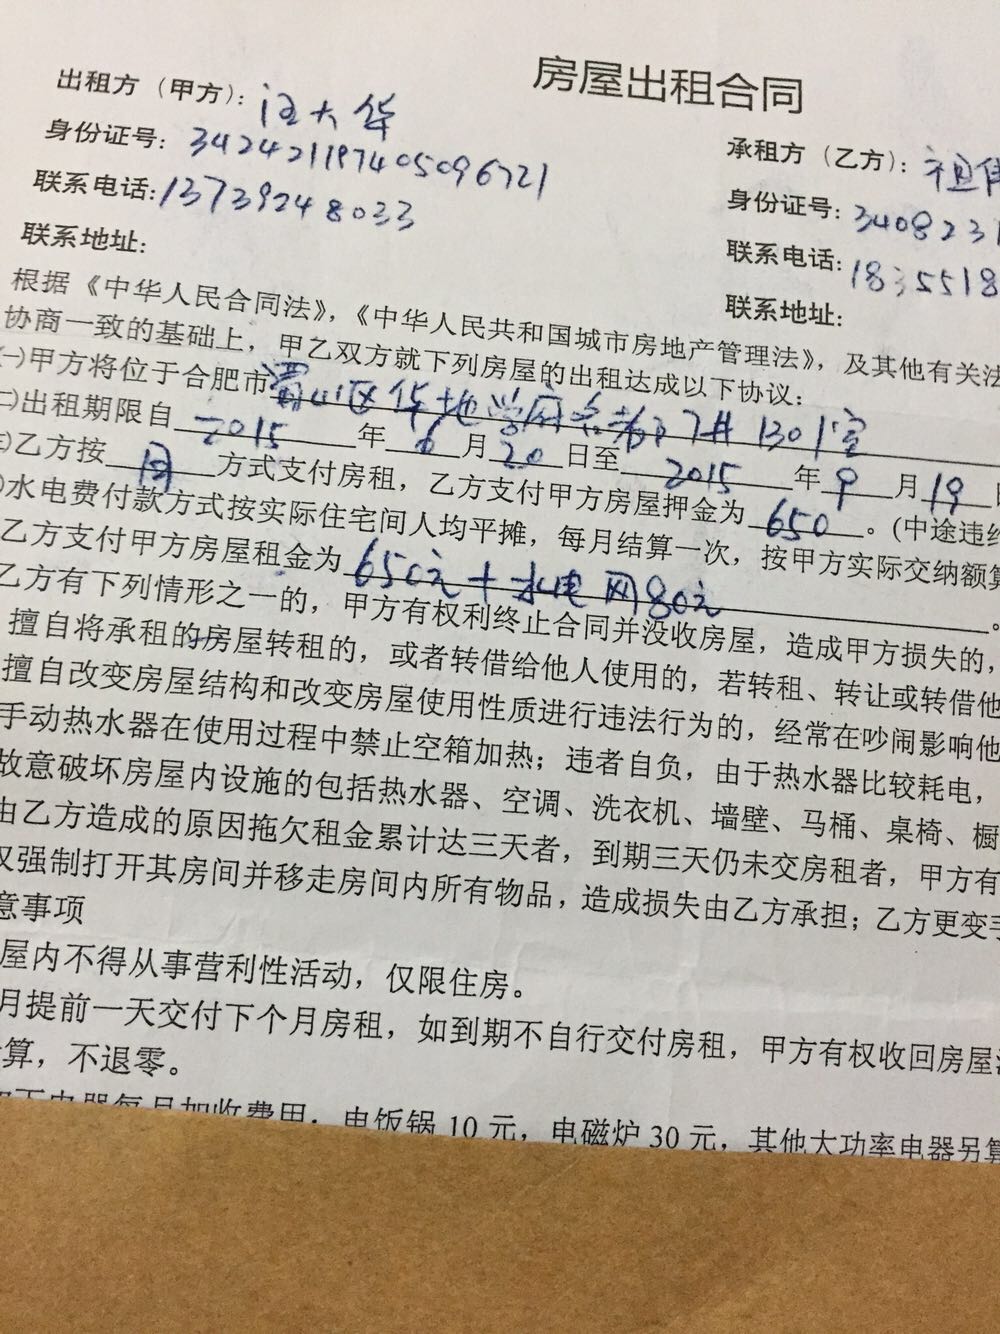 房屋出租合同
出租方（甲方）：汪大华
身份证号：342421197405096721
联系电话：13739248033
联系地址：
承租方（乙方）：祖
身份证号：3408231
联系电话：1835518
联系地址：
根据《中华人民合同法》，《中华人民共和国城市房地产管理法》，及其他有关法
协商一致的基础上，甲乙双方就下列房屋的出租达成以下协议：
(一)甲方将位于合肥市 区华地学府名都 7# 1301室
二)出租期限自 2015 年 6 月 20 日至 2015 年 9 月 19 日
三)乙方按 月 方式支付房租，乙方支付甲方房屋押金为 650 。(中途违约
)水电费付款方式按实际住宅间人均平摊，每月结算一次，按甲方实际交纳额算
乙方支付甲方房屋租金为 650元+水电 网80元 。
乙方有下列情形之一的，甲方有权利终止合同并没收房屋，造成甲方损失的，
擅自将承租的房屋转租的，或者转借给他人使用的，若转租、转让或转借他
擅自改变房屋结构和改变房屋使用性质进行违法行为的，经常在吵闹影响他
手动热水器在使用过程中禁止空箱加热；违者自负，由于热水器比较耗电，
故意破坏房屋内设施的包括热水器、空调、洗衣机、墙壁、马桶、桌椅、橱
由乙方造成的原因拖欠租金累计达三天者，到期三天仍未交房租者，甲方有
权强制打开其房间并移走房间内所有物品，造成损失由乙方承担；乙方更变手
意事项
屋内不得从事营利性活动，仅限住房。
月提前一天交付下个月房租，如到期不自行交付房租，甲方有权收回房屋
算，不退零。
如下电器每月加收费用：电饭锅 10 元，电磁炉 30 元，其他大功率电器另算